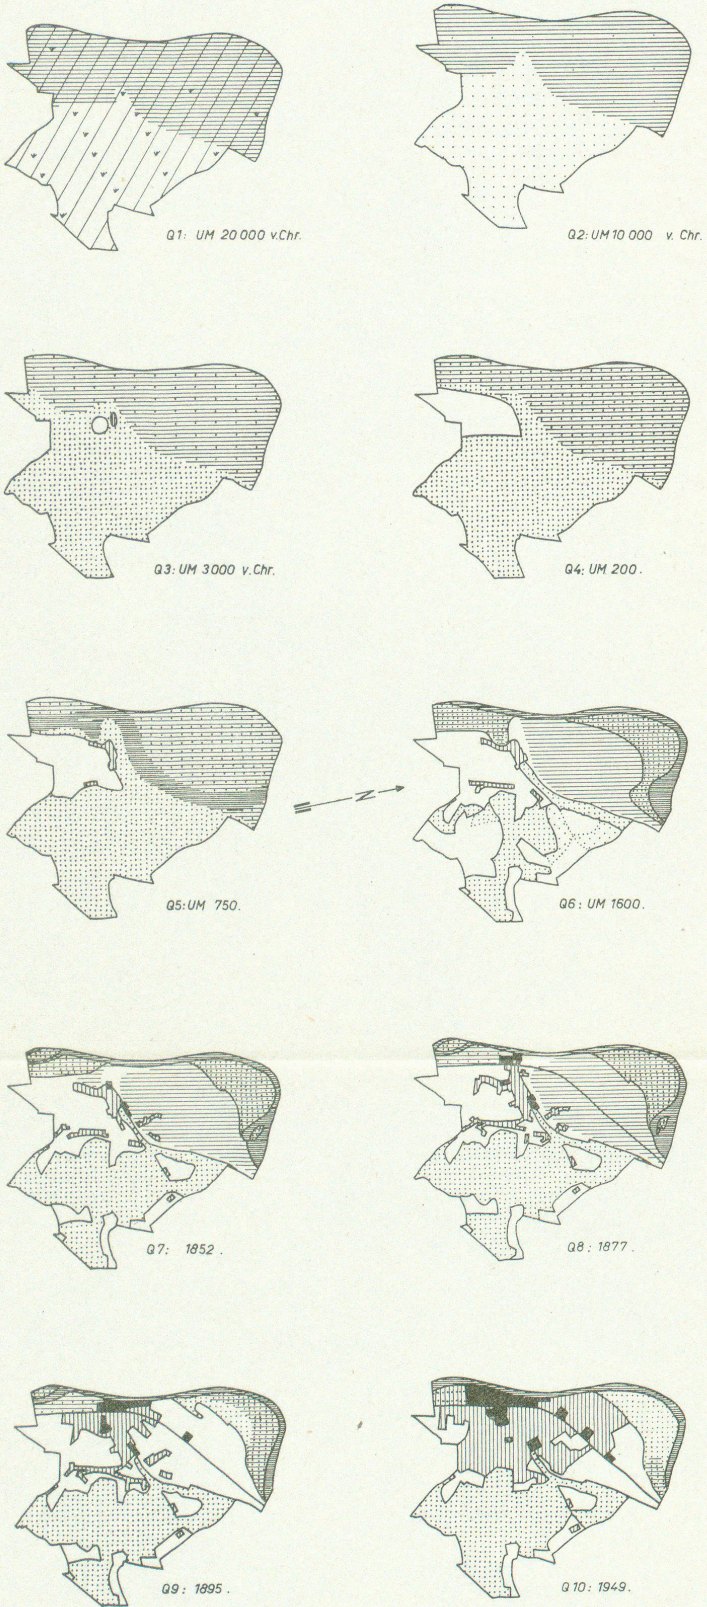 Q1: UM 20 000 v.Chr.
Q2: UM 10 000 v. Chr.
Q3: UM 3000 v.Chr.
Q4: UM 200.
Q5: UM 750.
N
Q6: UM 1600.
Q7: 1852.
Q8: 1877.
Q9: 1895.
Q10: 1949.